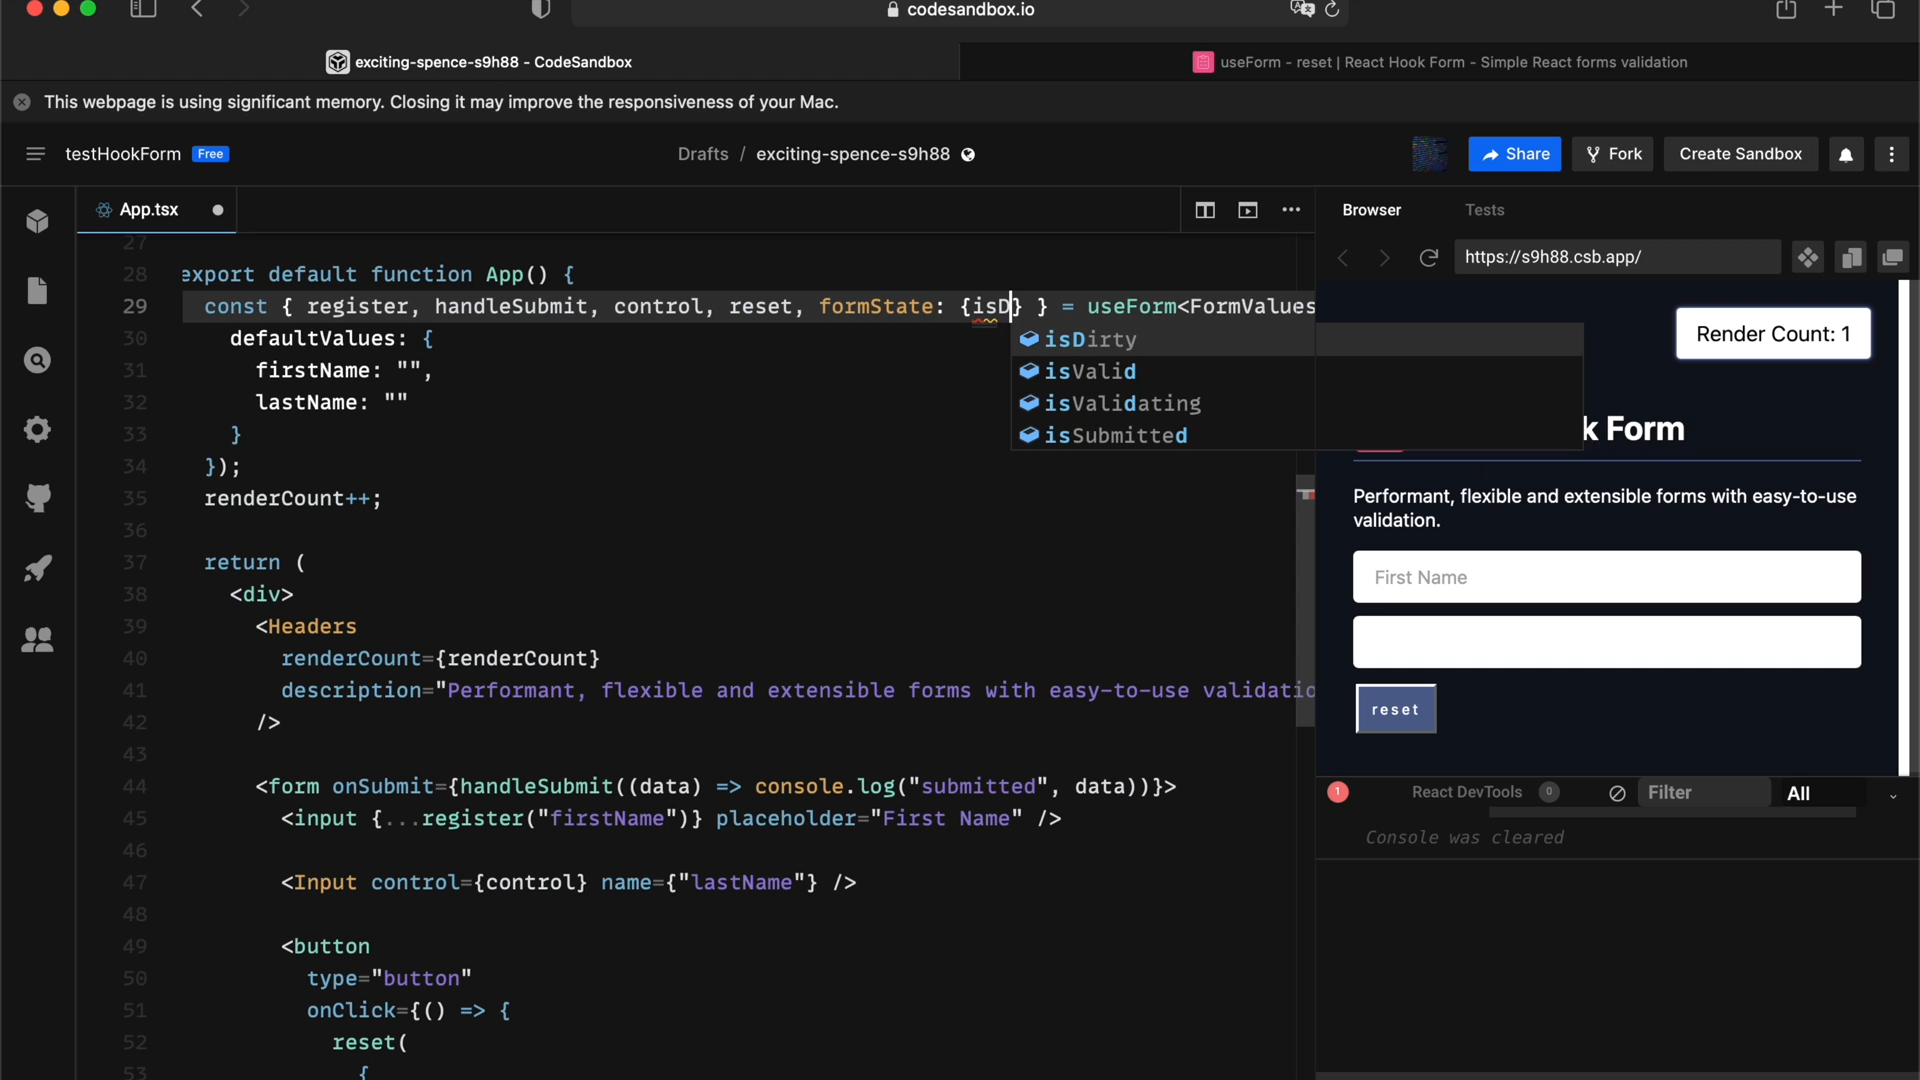 codesandbox.io
exciting-spence-s9h88 - CodeSandbox
useForm - reset | React Hook Form - Simple React forms validation
This webpage is using significant memory. Closing it may improve the responsiveness of your Mac.
testHookForm Free
Drafts / exciting-spence-s9h88
Share
Fork
Create Sandbox
App.tsx
Browser
Tests
https://s9h88.csb.app/
27
28 export default function App() {
29 const { register, handleSubmit, control, reset, formState: {isD} } = useForm<FormValues
isDirty
isValid
isValidating
isSubmitted
30 defaultValues: {
31 firstName: "",
32 lastName: ""
33 }
34 });
35 renderCount++;
36
37 return (
38 <div>
39 <Headers
40 renderCount={renderCount}
41 description="Performant, flexible and extensible forms with easy-to-use validatio
42 />
43
44 <form onSubmit={handleSubmit((data) => console.log("submitted", data))}>
45 <input {...register("firstName")} placeholder="First Name" />
46
47 <Input control={control} name={"lastName"} />
48
49 <button
50 type="button"
51 onClick={() => {
52 reset(
53 {
Render Count: 1
k Form
Performant, flexible and extensible forms with easy-to-use
validation.
First Name
reset
1
React DevTools 0
Filter
All
Console was cleared